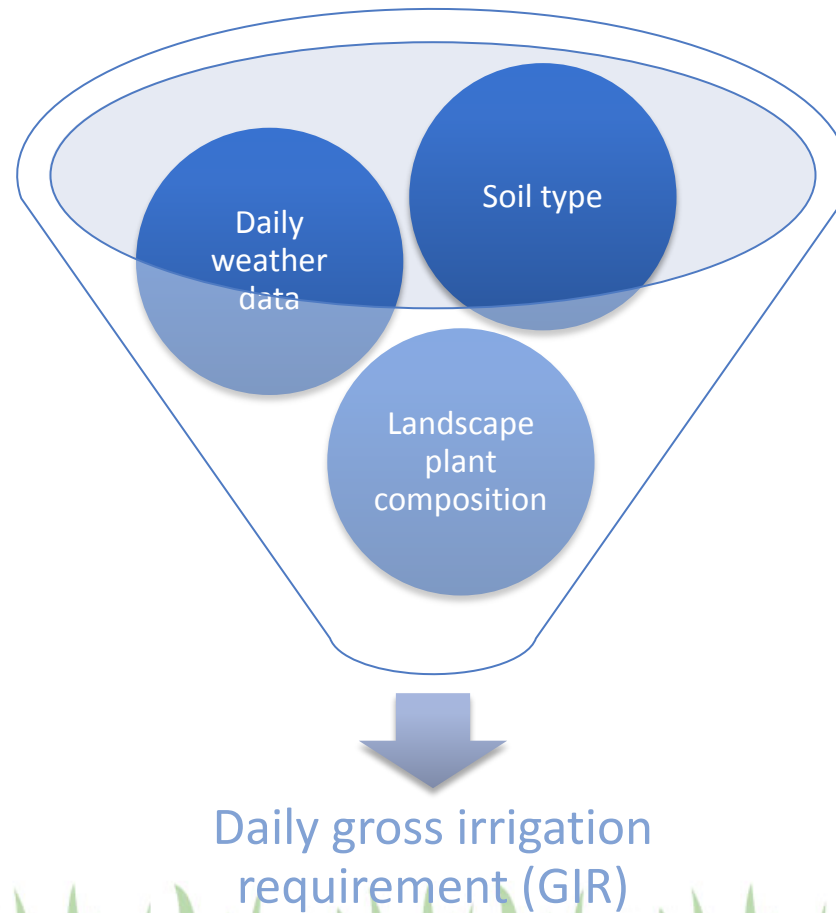 Soil type
Daily
weather
data
Landscape
plant
composition
Daily gross irrigation
requirement (GIR)